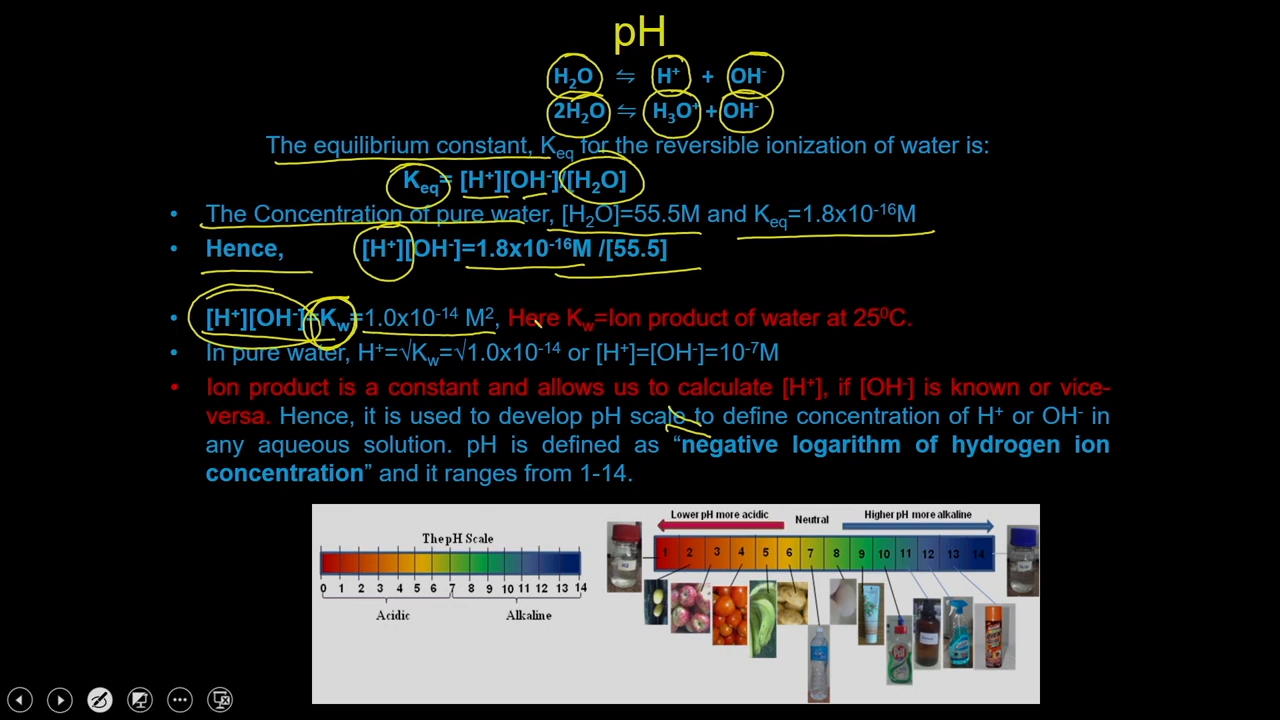 pH
H₂O ⇋ H⁺ + OH⁻
2H₂O ⇋ H₃O⁺ + OH⁻
The equilibrium constant, Keq for the reversible ionization of water is:
Keq= [H⁺][OH⁻]/[H₂O]
• The Concentration of pure water, [H₂O]=55.5M and Keq=1.8x10⁻¹⁶M
• Hence, [H⁺][OH⁻]=1.8x10⁻¹⁶M /[55.5]
• [H⁺][OH⁻]=Kw=1.0x10⁻¹⁴ M², Here Kw=Ion product of water at 25⁰C.
• In pure water, H⁺=√Kw=√1.0x10⁻¹⁴ or [H⁺]=[OH⁻]=10⁻⁷M
• Ion product is a constant and allows us to calculate [H⁺], if [OH⁻] is known or vice-
versa. Hence, it is used to develop pH scale to define concentration of H⁺ or OH⁻ in
any aqueous solution. pH is defined as “negative logarithm of hydrogen ion
concentration” and it ranges from 1-14.
The pH Scale
0 1 2 3 4 5 6 7 8 9 10 11 12 13 14
Acidic Alkaline
Lower pH more acidic Neutral Higher pH more alkaline
1 2 3 4 5 6 7 8 9 10 11 12 13 14